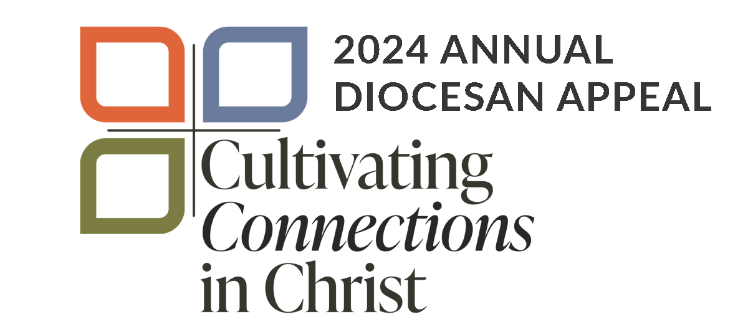 2024 ANNUAL
DIOCESAN APPEAL
Cultivating
Connections
in Christ